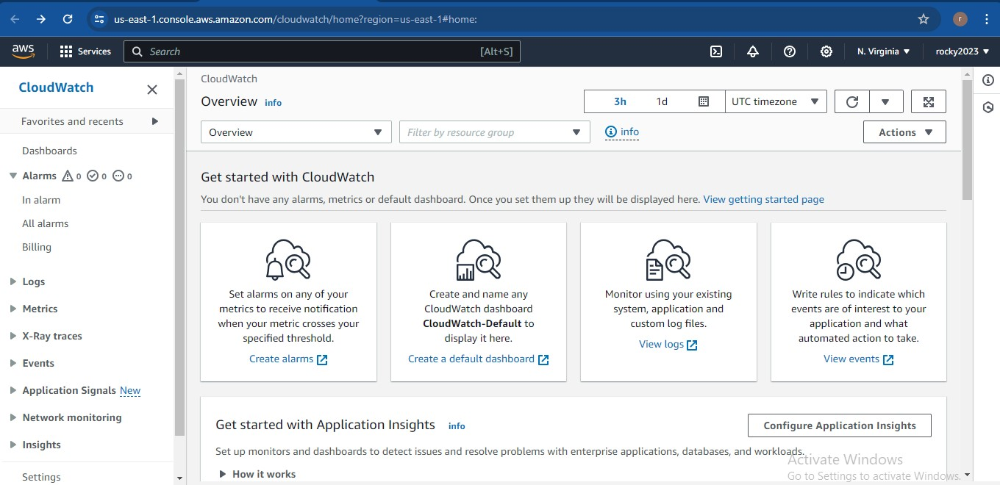 us-east-1.console.aws.amazon.com/cloudwatch/home?region=us-east-1#home:
r
aws
Services
Search
[Alt+S]
N. Virginia
rocky2023
CloudWatch
Favorites and recents
Dashboards
Alarms 0 0 0
In alarm
All alarms
Billing
Logs
Metrics
X-Ray traces
Events
Application Signals New
Network monitoring
Insights
Settings
CloudWatch
Overview info
3h 1d UTC timezone
Overview
Filter by resource group
info
Actions
Get started with CloudWatch
You don't have any alarms, metrics or default dashboard. Once you set them up they will be displayed here. View getting started page
Set alarms on any of your
metrics to receive notification
when your metric crosses your
specified threshold.
Create alarms
Create and name any
CloudWatch dashboard
CloudWatch-Default to
display it here.
Create a default dashboard
Monitor using your existing
system, application and
custom log files.
View logs
Write rules to indicate which
events are of interest to your
application and what
automated action to take.
View events
Get started with Application Insights info
Configure Application Insights
Set up monitors and dashboards to detect issues and resolve problems with enterprise applications, databases, and workloads.
How it works
Activate Windows
Go to Settings to activate Windows.